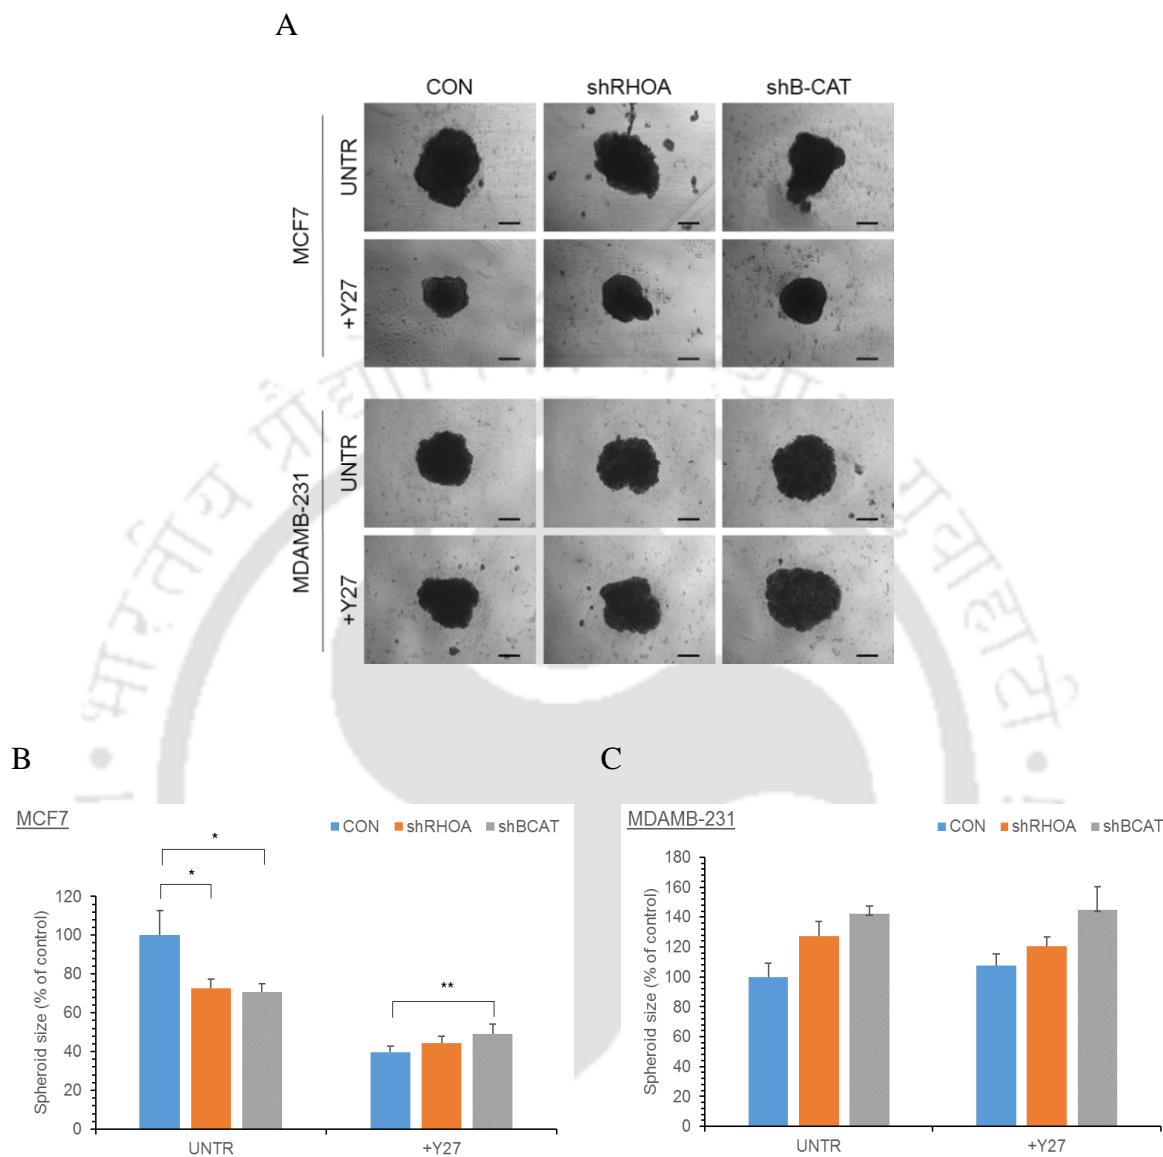 A
CON shRHOA shB-CAT
MCF7
UNTR
+Y27
MDAMB-231
UNTR
+Y27
B
MCF7
CON shRHOA shBCAT
*
*
**
Spheroid size (% of control)
120
100
80
60
40
20
0
UNTR +Y27
C
MDAMB-231
CON shRHOA shBCAT
Spheroid size (% of control)
180
160
140
120
100
80
60
40
20
0
UNTR +Y27